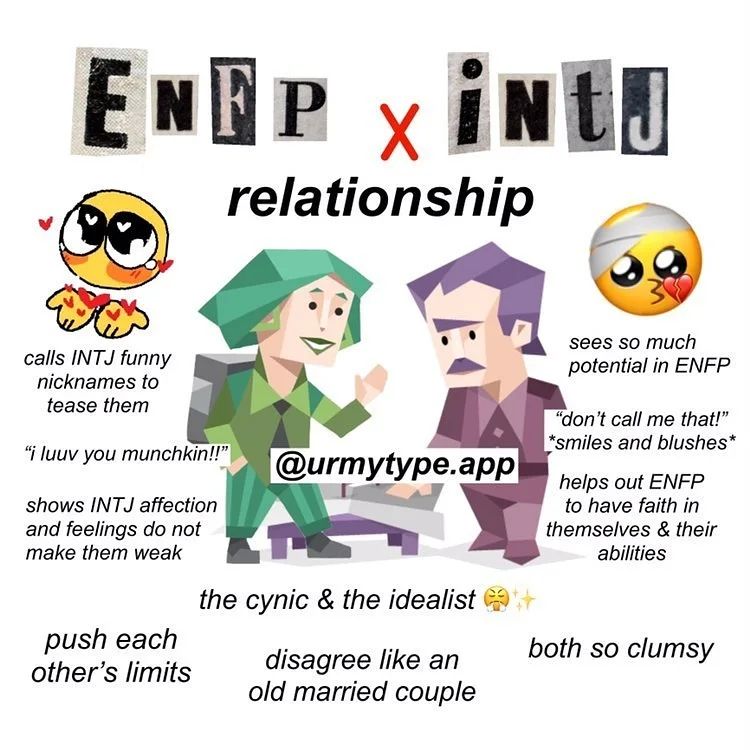 ENFP X iNtJ
relationship
calls INTJ funny
nicknames to
tease them
"i luuv you munchkin!!"
shows INTJ affection
and feelings do not
make them weak
sees so much
potential in ENFP
"don't call me that!"
*smiles and blushes*
helps out ENFP
to have faith in
themselves & their
abilities
@urmytype.app
the cynic & the idealist 😤✨
push each
other's limits
disagree like an
old married couple
both so clumsy